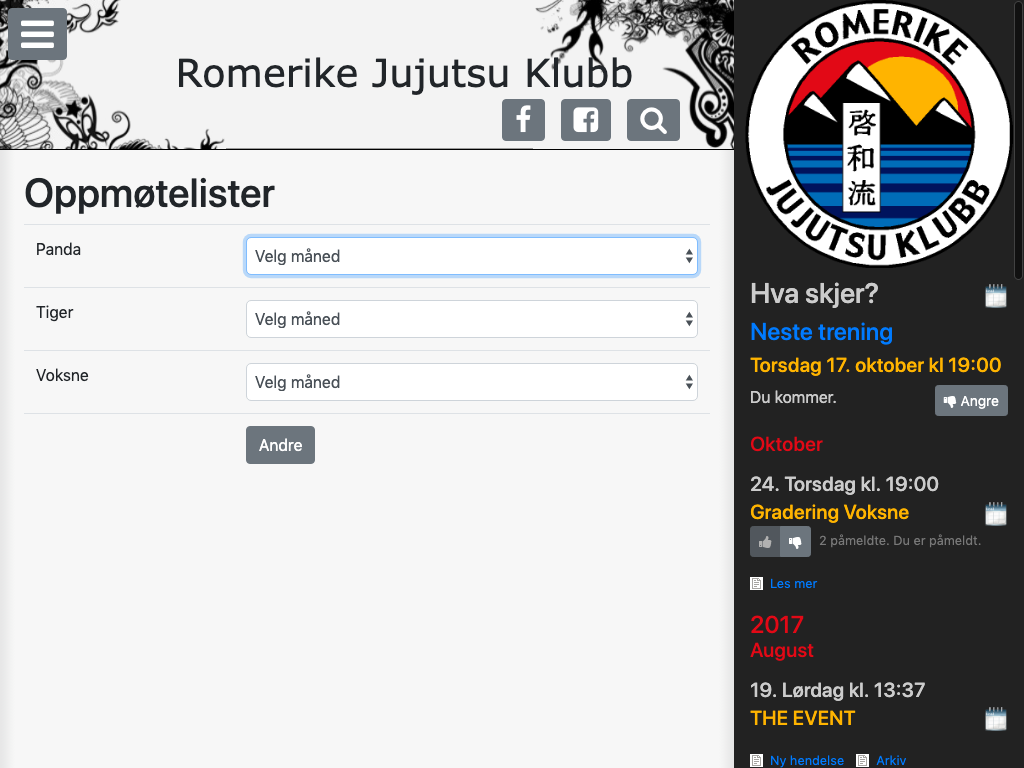 Romerike Jujutsu Klubb
Oppmøtelister
Panda
Velg måned
Tiger
Velg måned
Voksne
Velg måned
Andre
ROMERIKE
啓和流
JUJUTSU KLUBB
Hva skjer?
Neste trening
Torsdag 17. oktober kl 19:00
Du kommer.
Angre
Oktober
24. Torsdag kl. 19:00
Gradering Voksne
2 påmeldte. Du er påmeldt.
Les mer
2017
August
19. Lørdag kl. 13:37
THE EVENT
Ny hendelse Arkiv